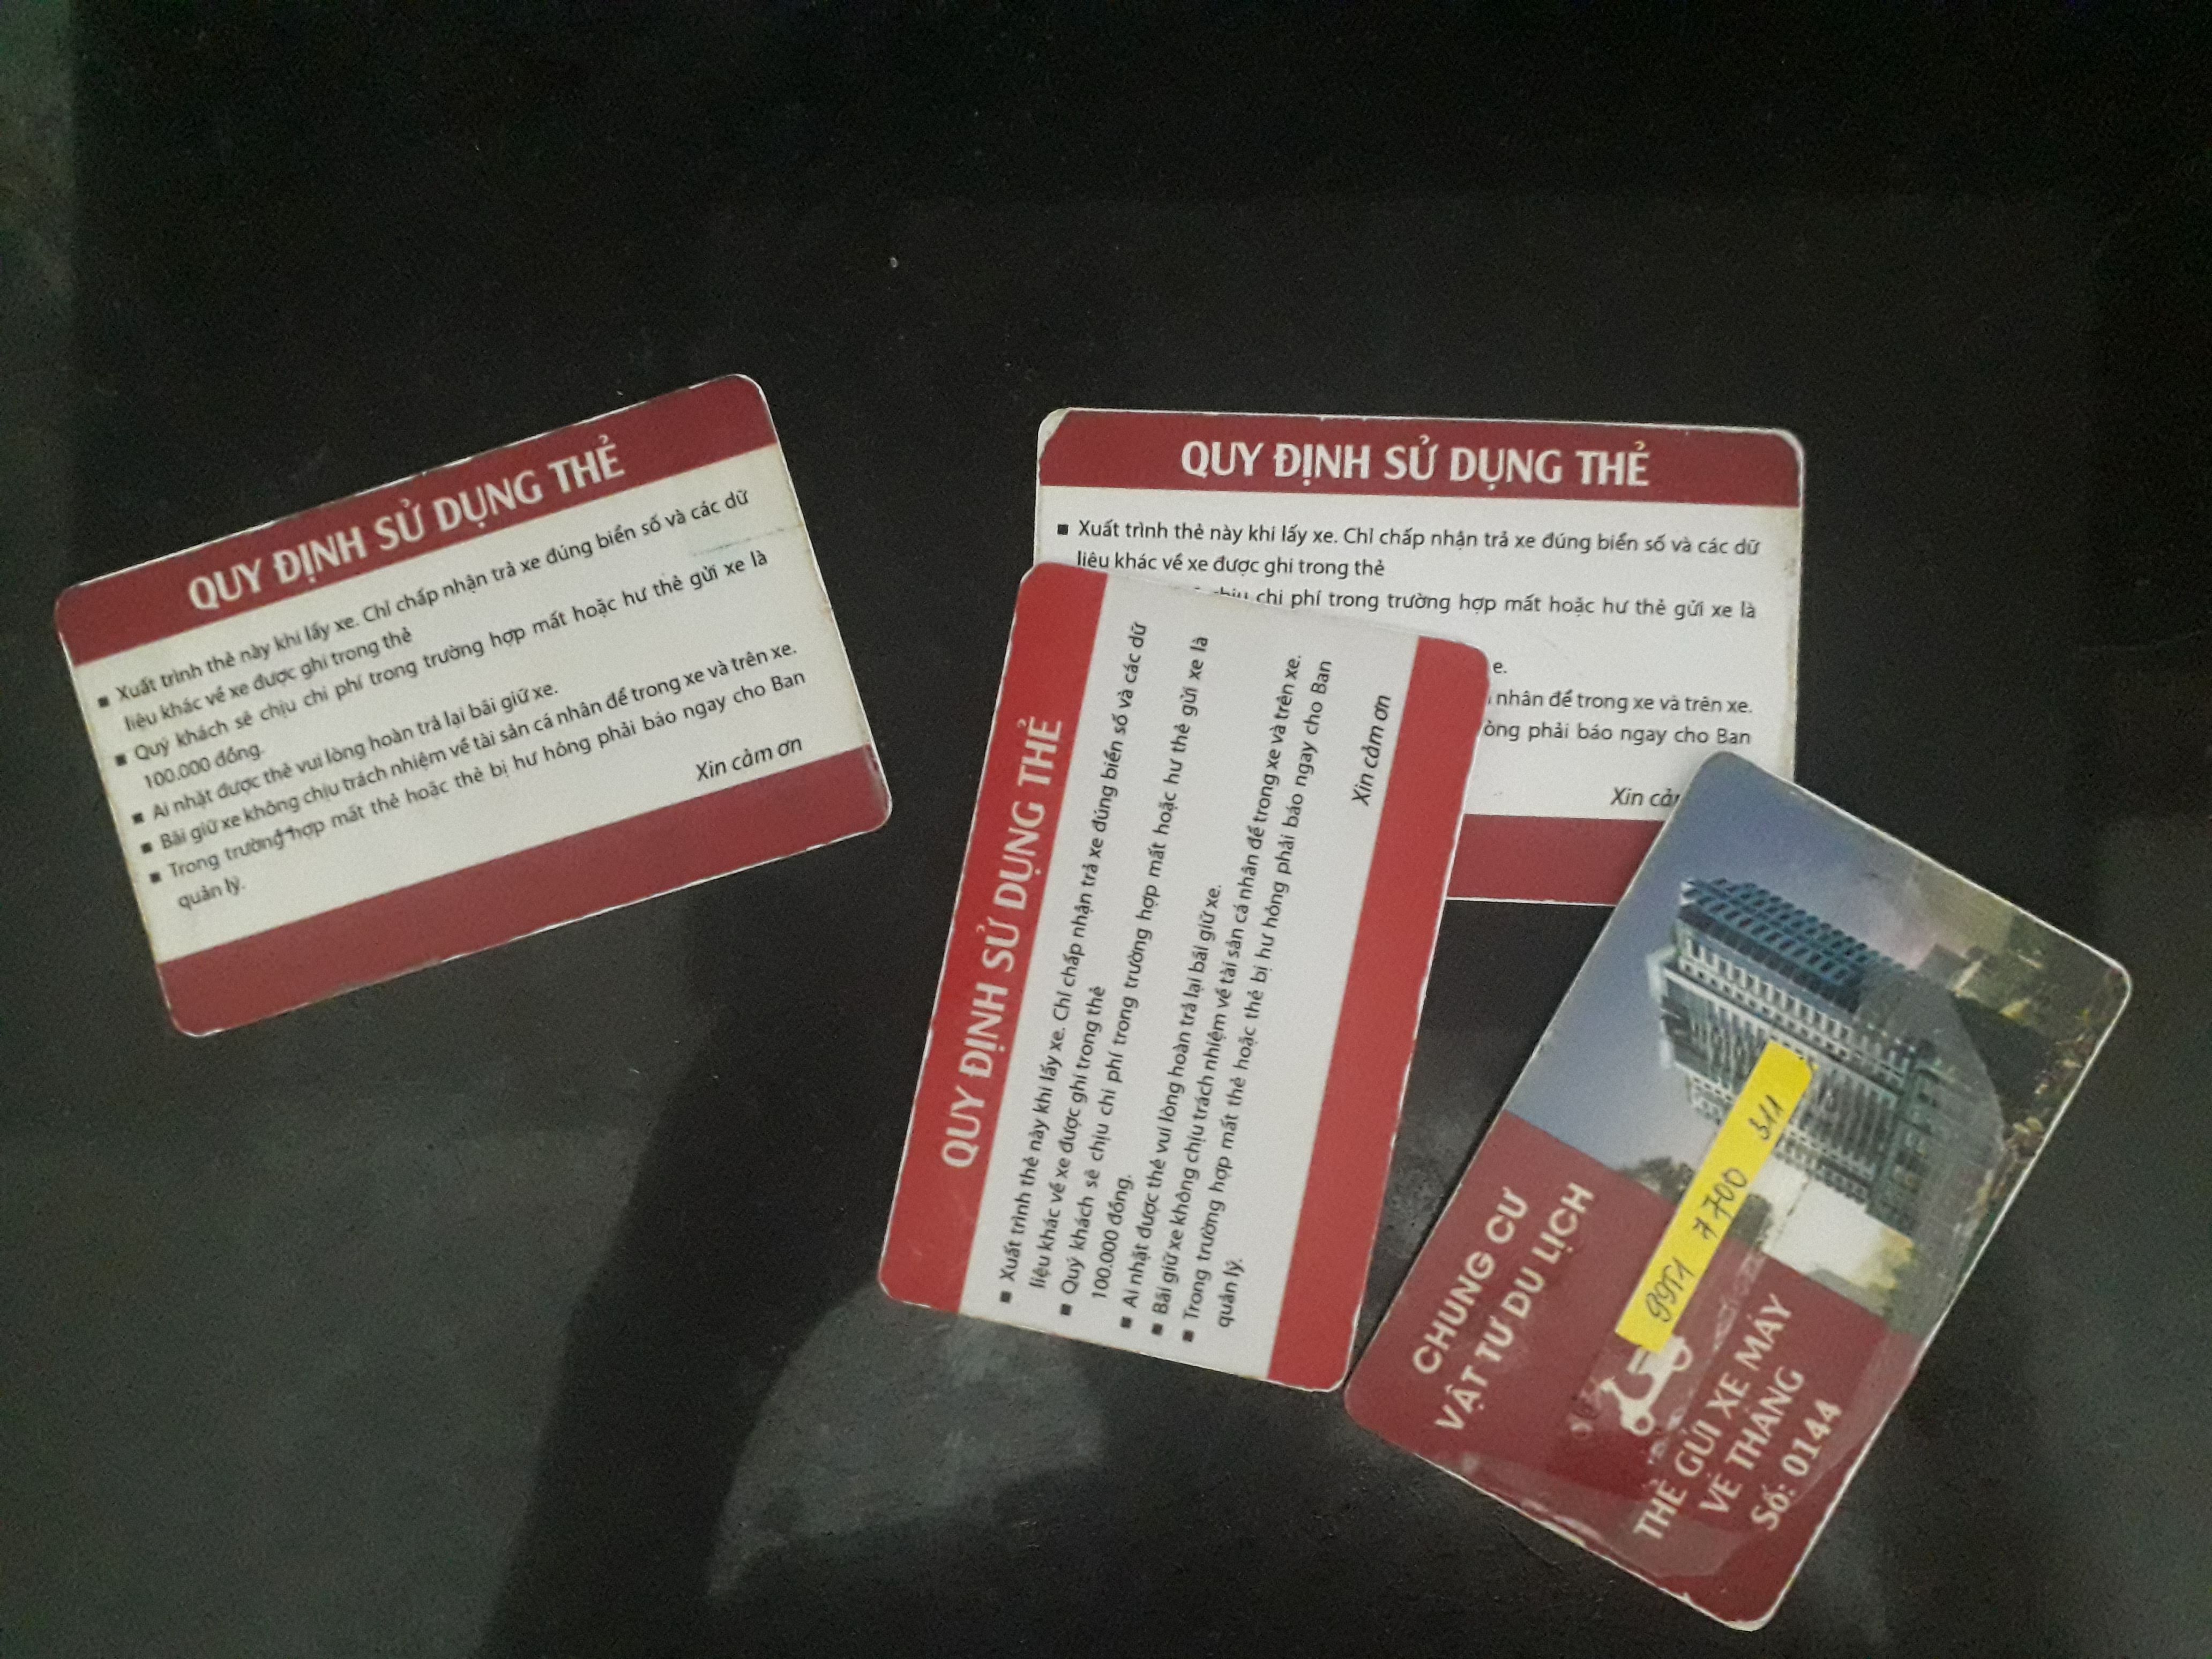 QUY ĐỊNH SỬ DỤNG THẺ
▪ Xuất trình thẻ này khi lấy xe. Chỉ chấp nhận trả xe đúng biển số và các dữ
liệu khác về xe được ghi trong thẻ
▪ Quý khách sẽ chịu chi phí trong trường hợp mất hoặc hư thẻ gửi xe là
100.000 đồng.
▪ Ai nhặt được thẻ vui lòng hoàn trả lại bãi giữ xe.
▪ Bãi giữ xe không chịu trách nhiệm về tài sản cá nhân để trong xe và trên xe.
▪ Trong trường hợp mất thẻ hoặc thẻ bị hư hỏng phải báo ngay cho Ban
quản lý.
Xin cảm ơn
QUY ĐỊNH SỬ DỤNG THẺ
▪ Xuất trình thẻ này khi lấy xe. Chỉ chấp nhận trả xe đúng biển số và các dữ
liệu khác về xe được ghi trong thẻ
chịu chi phí trong trường hợp mất hoặc hư thẻ gửi xe là
e.
nhân để trong xe và trên xe.
phải báo ngay cho Ban
Xin
QUY ĐỊNH SỬ DỤNG THẺ
▪ Xuất trình thẻ này khi lấy xe. Chỉ chấp nhận trả xe đúng biển số và các dữ
liệu khác về xe được ghi trong thẻ
▪ Quý khách sẽ chịu chi phí trong trường hợp mất hoặc hư thẻ gửi xe là
100.000 đồng.
▪ Ai nhặt được thẻ vui lòng hoàn trả lại bãi giữ xe.
▪ Bãi giữ xe không chịu trách nhiệm về tài sản cá nhân để trong xe và trên xe.
▪ Trong trường hợp mất thẻ hoặc thẻ bị hư hỏng phải báo ngay cho Ban
quản lý.
Xin cảm ơn
CHUNG CƯ
VẬT TƯ DU LỊCH
7700 311
THẺ GỬI XE MÁY
VÉ THÁNG
Số: 0144